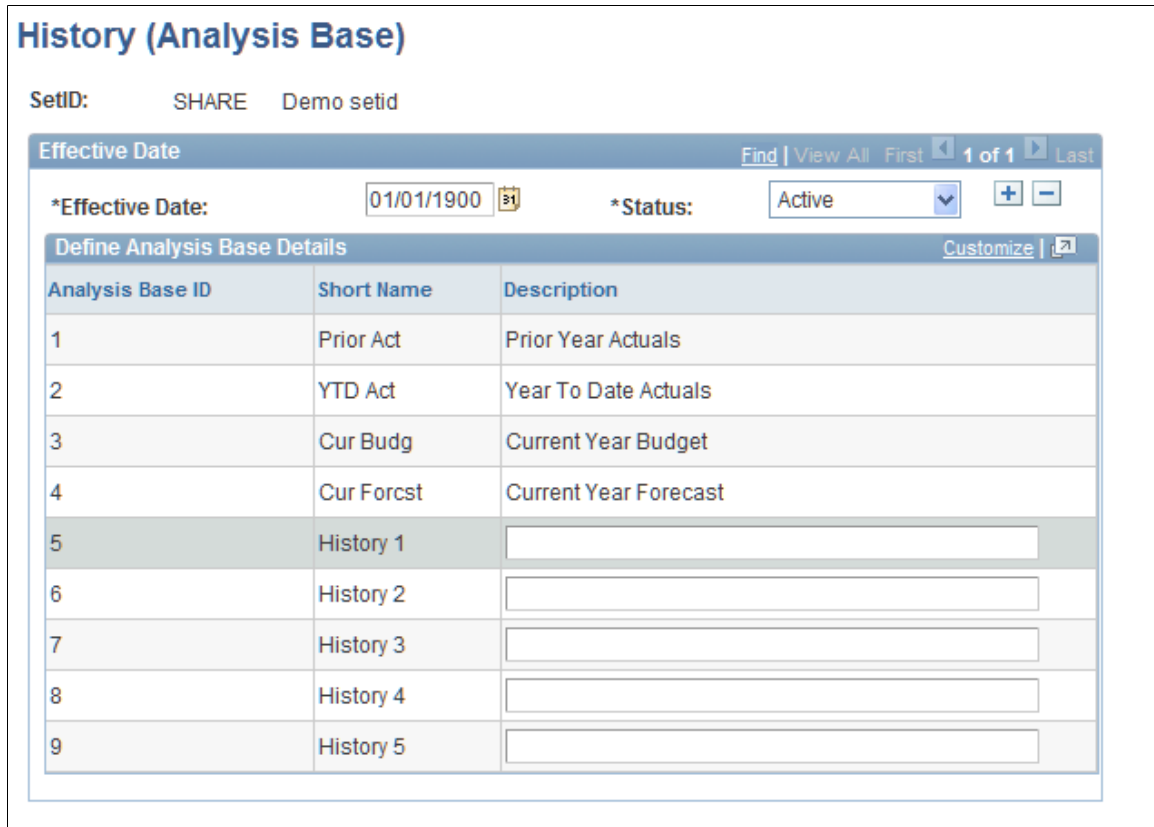 History (Analysis Base)
SetID: SHARE Demo setid
Effective Date Find | View All First 1 of 1 Last
*Effective Date: 01/01/1900 31 *Status: Active + −
Define Analysis Base Details Customize |
Analysis Base ID Short Name Description
1 Prior Act Prior Year Actuals
2 YTD Act Year To Date Actuals
3 Cur Budg Current Year Budget
4 Cur Forcst Current Year Forecast
5 History 1
6 History 2
7 History 3
8 History 4
9 History 5